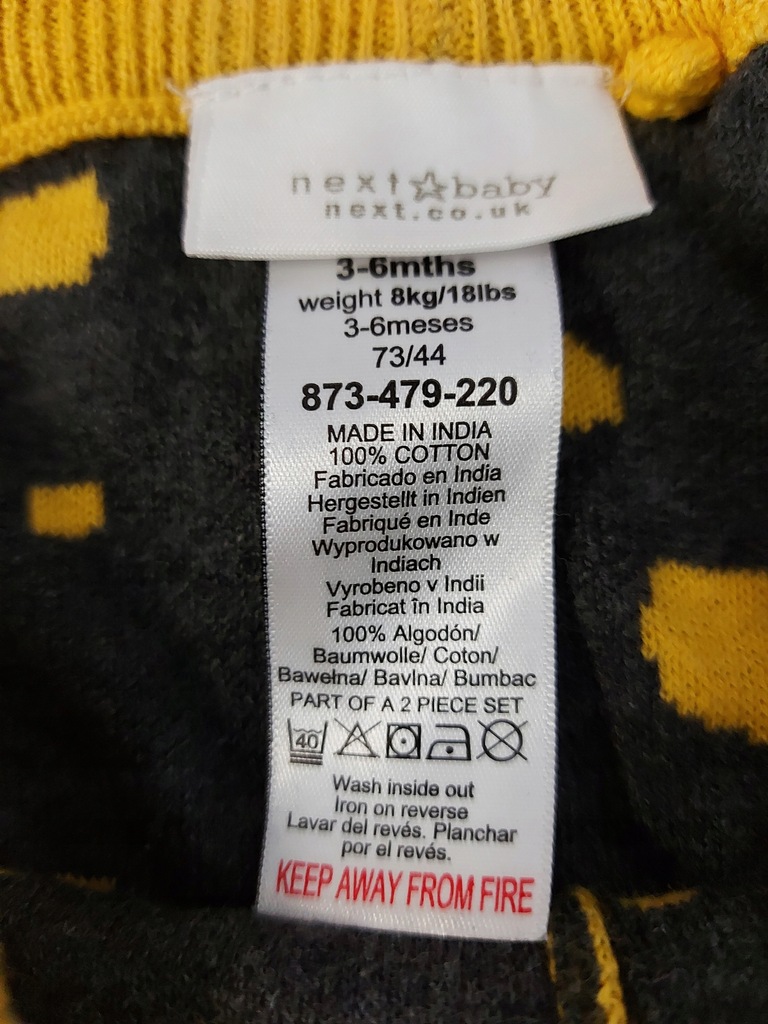 next☆baby
next.co.uk
3-6mths
weight 8kg/18lbs
3-6meses
73/44
873-479-220
MADE IN INDIA
100% COTTON
Fabricado en India
Hergestellt in Indien
Fabriqué en Inde
Wyprodukowano w
Indiach
Vyrobeno v Indii
Fabricat în India
100% Algodón/
Baumwolle/ Coton/
Bawełna/ Bavlna/ Bumbac
PART OF A 2 PIECE SET
40
Wash inside out
Iron on reverse
Lavar del revés. Planchar
por el revés.
KEEP AWAY FROM FIRE